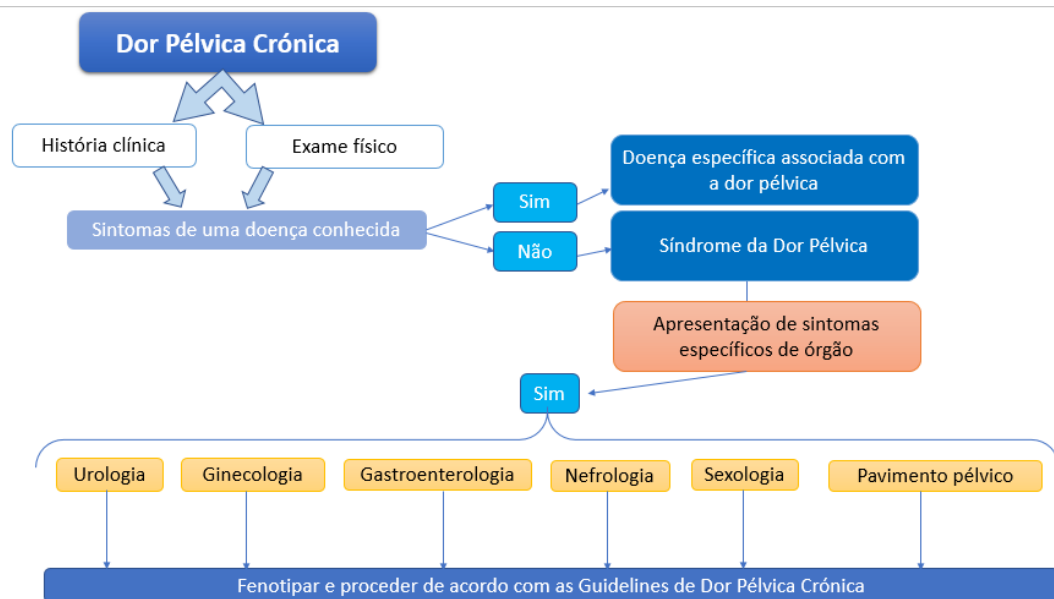 Dor Pélvica Crónica
História clínica
Exame físico
Sintomas de uma doença conhecida
Sim
Não
Doença específica associada com
a dor pélvica
Síndrome da Dor Pélvica
Apresentação de sintomas
específicos de órgão
Sim
Urologia
Ginecologia
Gastroenterologia
Nefrologia
Sexologia
Pavimento pélvico
Fenotipar e proceder de acordo com as Guidelines de Dor Pélvica Crónica